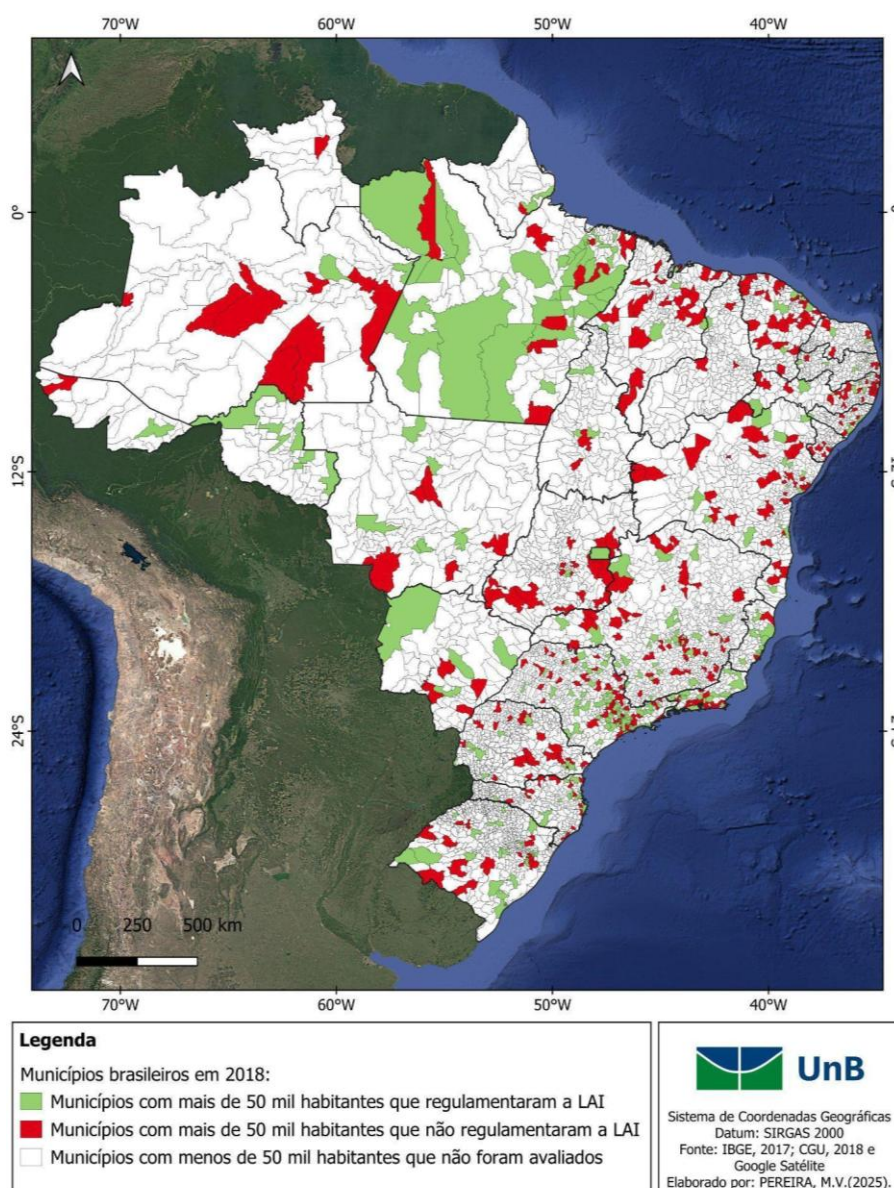 70°W 60°W 50°W 40°W
0°
12°S
24°S
0 250 500 km
70°W 60°W 50°W 40°W
Legenda
Municípios brasileiros em 2018:
Municípios com mais de 50 mil habitantes que regulamentaram a LAI
Municípios com mais de 50 mil habitantes que não regulamentaram a LAI
Municípios com menos de 50 mil habitantes que não foram avaliados
UnB
Sistema de Coordenadas Geográficas
Datum: SIRGAS 2000
Fonte: IBGE, 2017; CGU, 2018 e
Google Satélite
Elaborado por: PEREIRA, M.V.(2025).